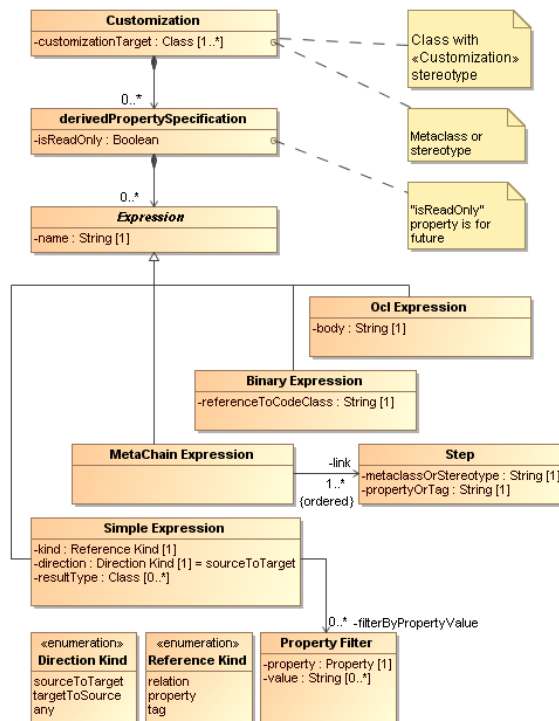 Customization
-customizationTarget : Class [1..*]
Class with
«Customization»
stereotype
0..*
derivedPropertySpecification
-isReadOnly : Boolean
Metaclass or
stereotype
0..*
"isReadOnly"
property is for
future
Expression
-name : String [1]
Ocl Expression
-body : String [1]
Binary Expression
-referenceToCodeClass : String [1]
MetaChain Expression
-link
1..*
{ordered}
Step
-metaclassOrStereotype : String [1]
-propertyOrTag : String [1]
Simple Expression
-kind : Reference Kind [1]
-direction : Direction Kind [1] = sourceToTarget
-resultType : Class [0..*]
0..* -filterByPropertyValue
«enumeration»
Direction Kind
sourceToTarget
targetToSource
any
«enumeration»
Reference Kind
relation
property
tag
Property Filter
-property : Property [1]
-value : String [0..*]